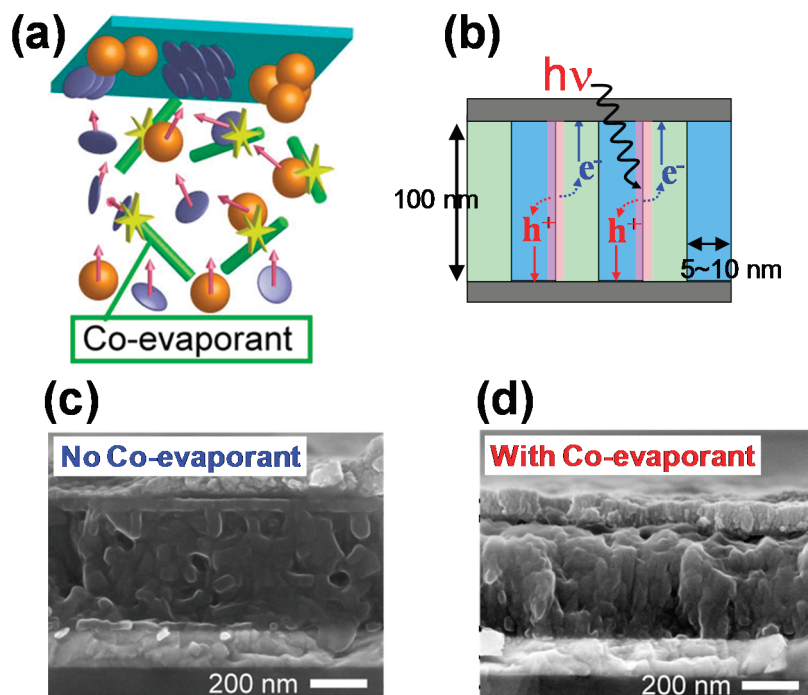 (a)
Co-evaporant
(b)
hν
100 nm
e-
e-
h+
h+
5~10 nm
(c)
No Co-evaporant
200 nm
(d)
With Co-evaporant
200 nm